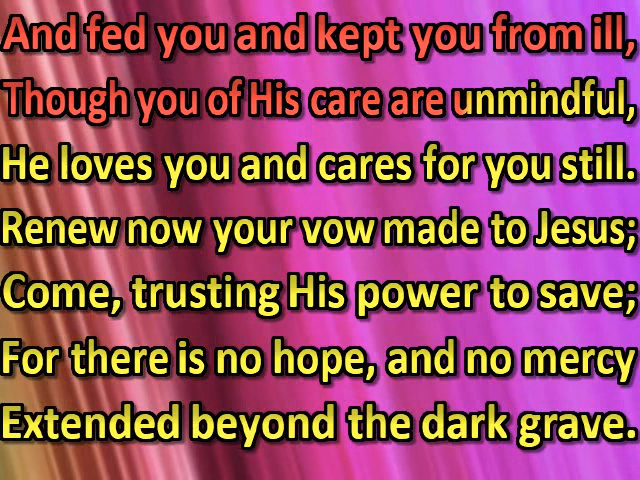 And fed you and kept you from ill,
Though you of His care are unmindful,
He loves you and cares for you still.
Renew now your vow made to Jesus;
Come, trusting His power to save;
For there is no hope, and no mercy
Extended beyond the dark grave.